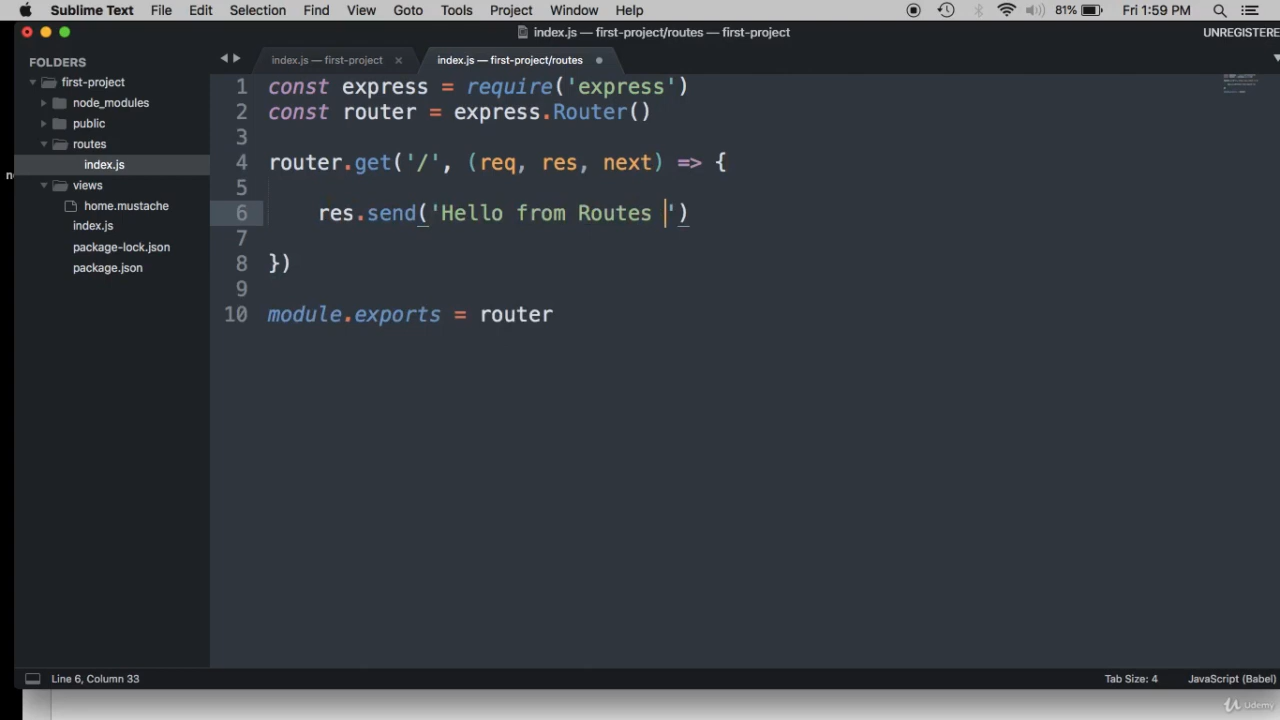 Sublime Text File Edit Selection Find View Goto Tools Project Window Help 81% Fri 1:59 PM
index.js — first-project/routes — first-project UNREGISTERE
FOLDERS
first-project
node_modules
public
routes
index.js
views
home.mustache
index.js
package-lock.json
package.json
index.js — first-project × index.js — first-project/routes
1 const express = require('express')
2 const router = express.Router()
3
4 router.get('/', (req, res, next) => {
5
6 res.send('Hello from Routes ')
7
8 })
9
10 module.exports = router
Line 6, Column 33 Tab Size: 4 JavaScript (Babel)
Udemy